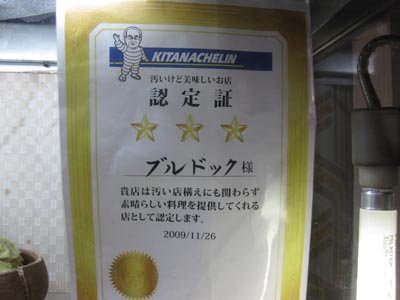 KITANACHELIN
汚いけど美味しいお店
認定証
ブルドック様
貴店は汚い店構えにも関わらず
素晴らしい料理を提供してくれる
店として認定します。
2009/11/26